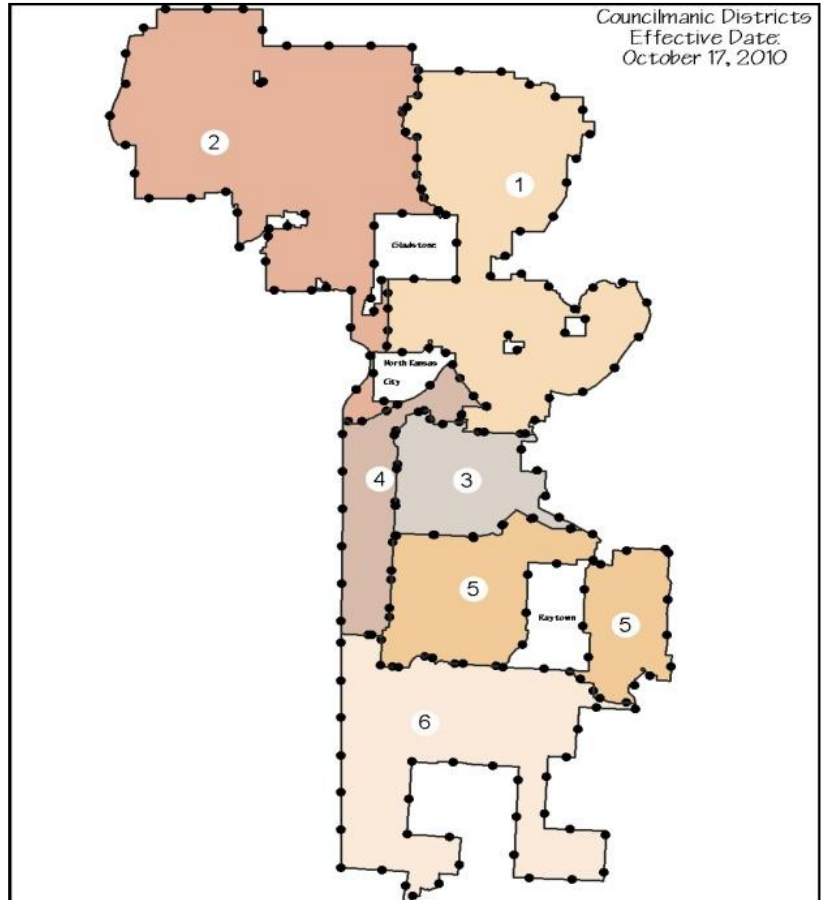 Councilmanic Districts
Effective Date:
October 17, 2010
2
1
Gladstone
North Kansas
City
4
3
5
Raytown
5
6